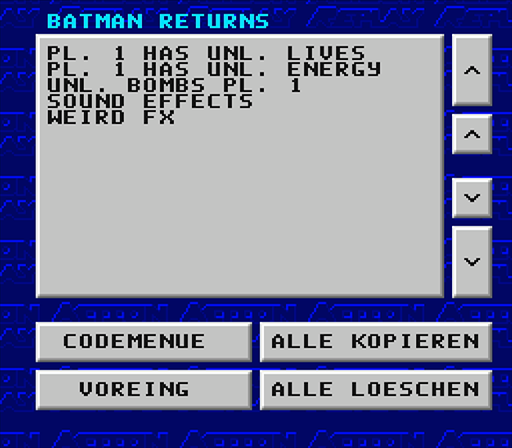 BATMAN RETURNS
PL. 1 HAS UNL. LIVES
PL. 1 HAS UNL. ENERGY
UNL. BOMBS PL. 1
SOUND EFFECTS
WEIRD FX
CODEMENUE
ALLE KOPIEREN
VOREING
ALLE LOESCHEN